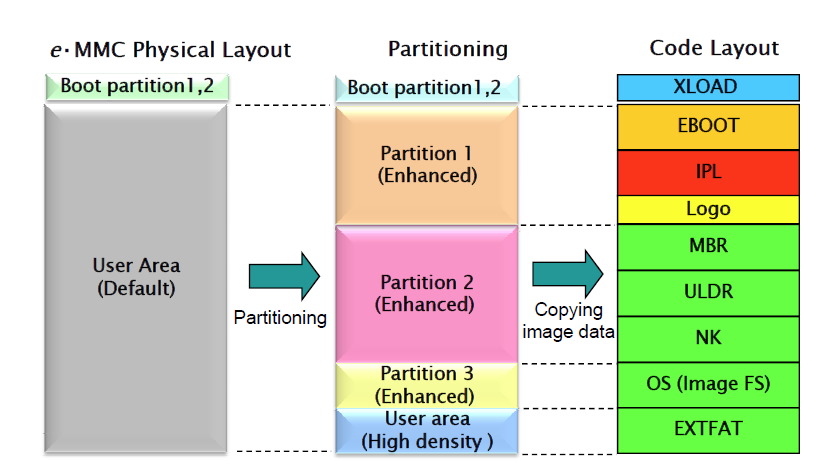 e·MMC Physical Layout
Boot partition1,2
User Area
(Default)
Partitioning
Partitioning
Boot partition1,2
Partition 1
(Enhanced)
Partition 2
(Enhanced)
Partition 3
(Enhanced)
User area
(High density )
Copying
image data
Code Layout
XLOAD
EBOOT
IPL
Logo
MBR
ULDR
NK
OS (Image FS)
EXTFAT